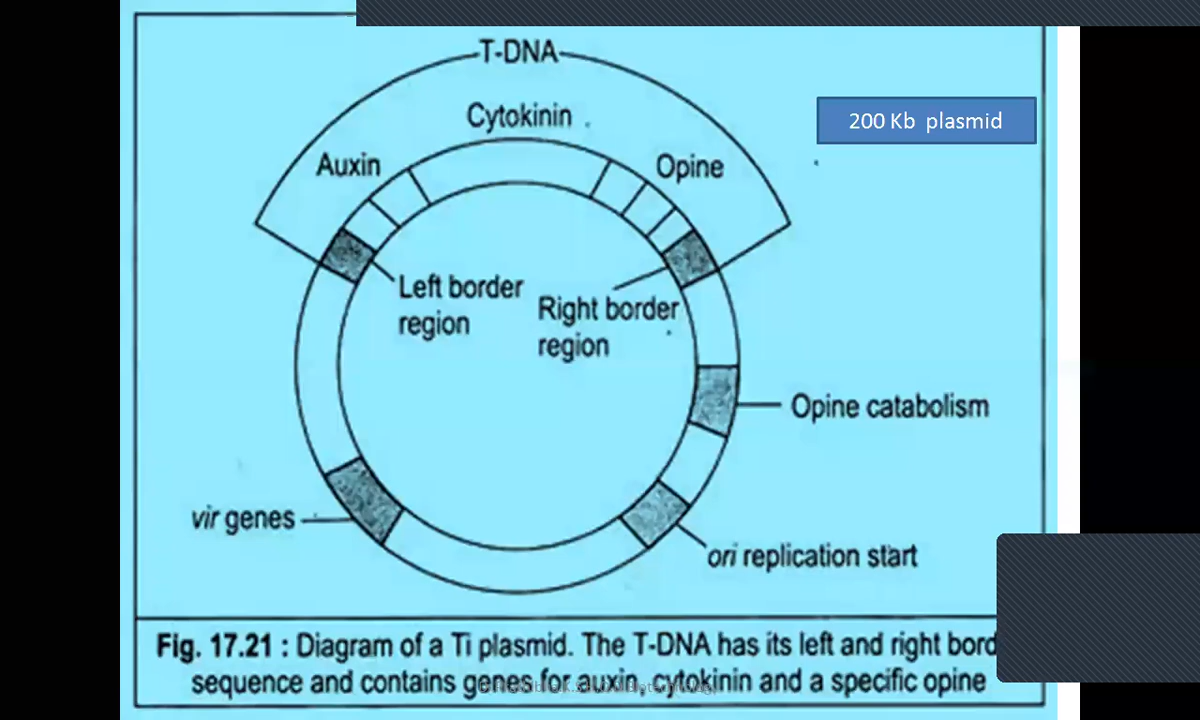 T-DNA
Cytokinin
Auxin
Opine
200 Kb plasmid
Left border
region
Right border
region
Opine catabolism
vir genes
ori replication start
Fig. 17.21 : Diagram of a Ti plasmid. The T-DNA has its left and right bord
sequence and contains genes for auxin, cytokinin and a specific opine